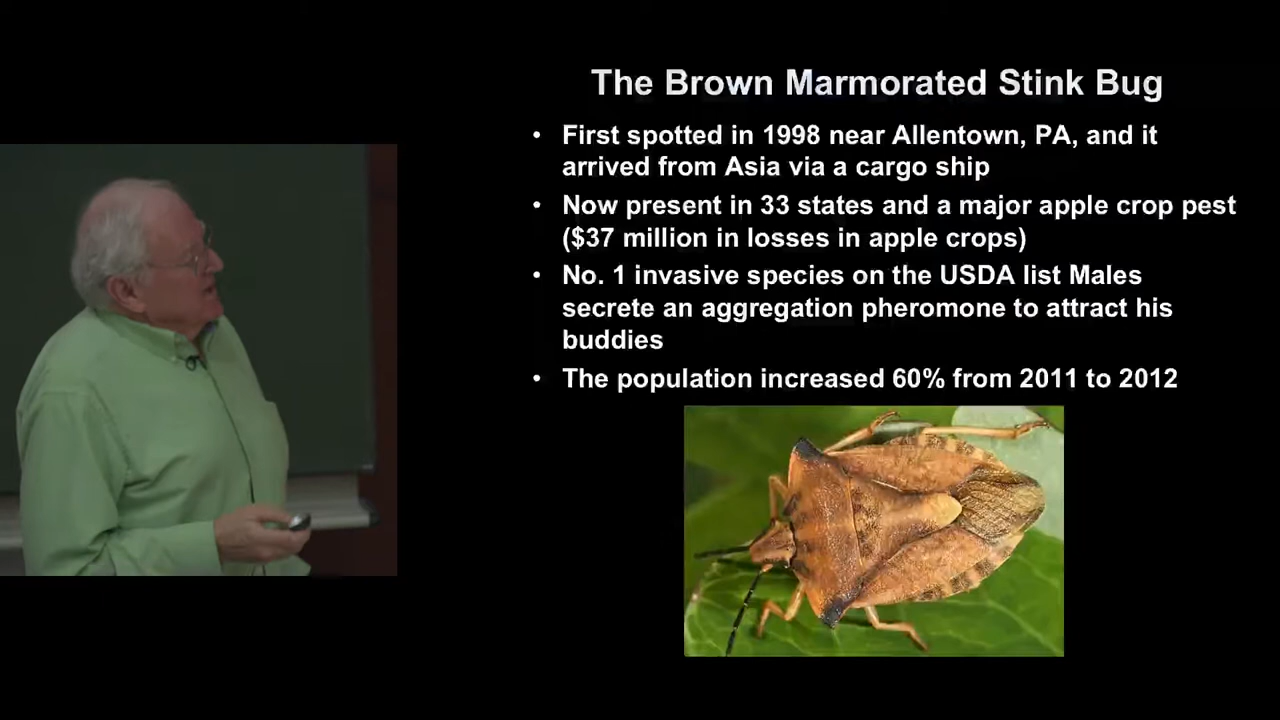 The Brown Marmorated Stink Bug
• First spotted in 1998 near Allentown, PA, and it
arrived from Asia via a cargo ship
• Now present in 33 states and a major apple crop pest
($37 million in losses in apple crops)
• No. 1 invasive species on the USDA list Males
secrete an aggregation pheromone to attract his
buddies
• The population increased 60% from 2011 to 2012